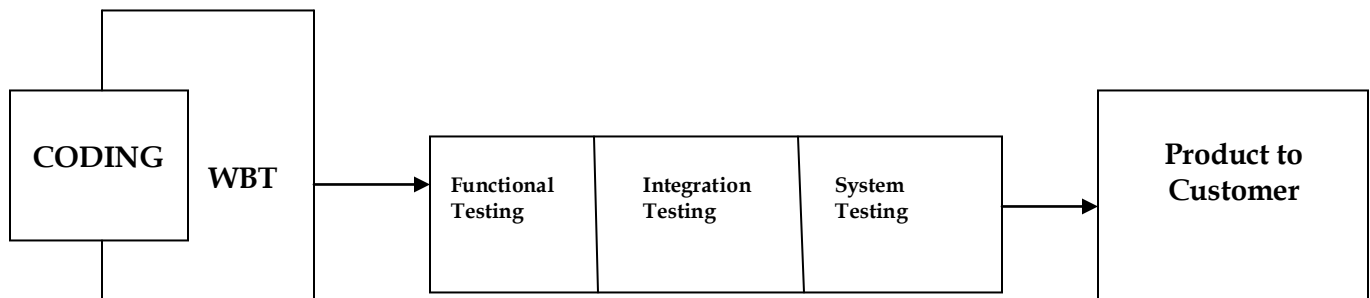 CODING
WBT
Functional
Testing
Integration
Testing
System
Testing
Product to
Customer